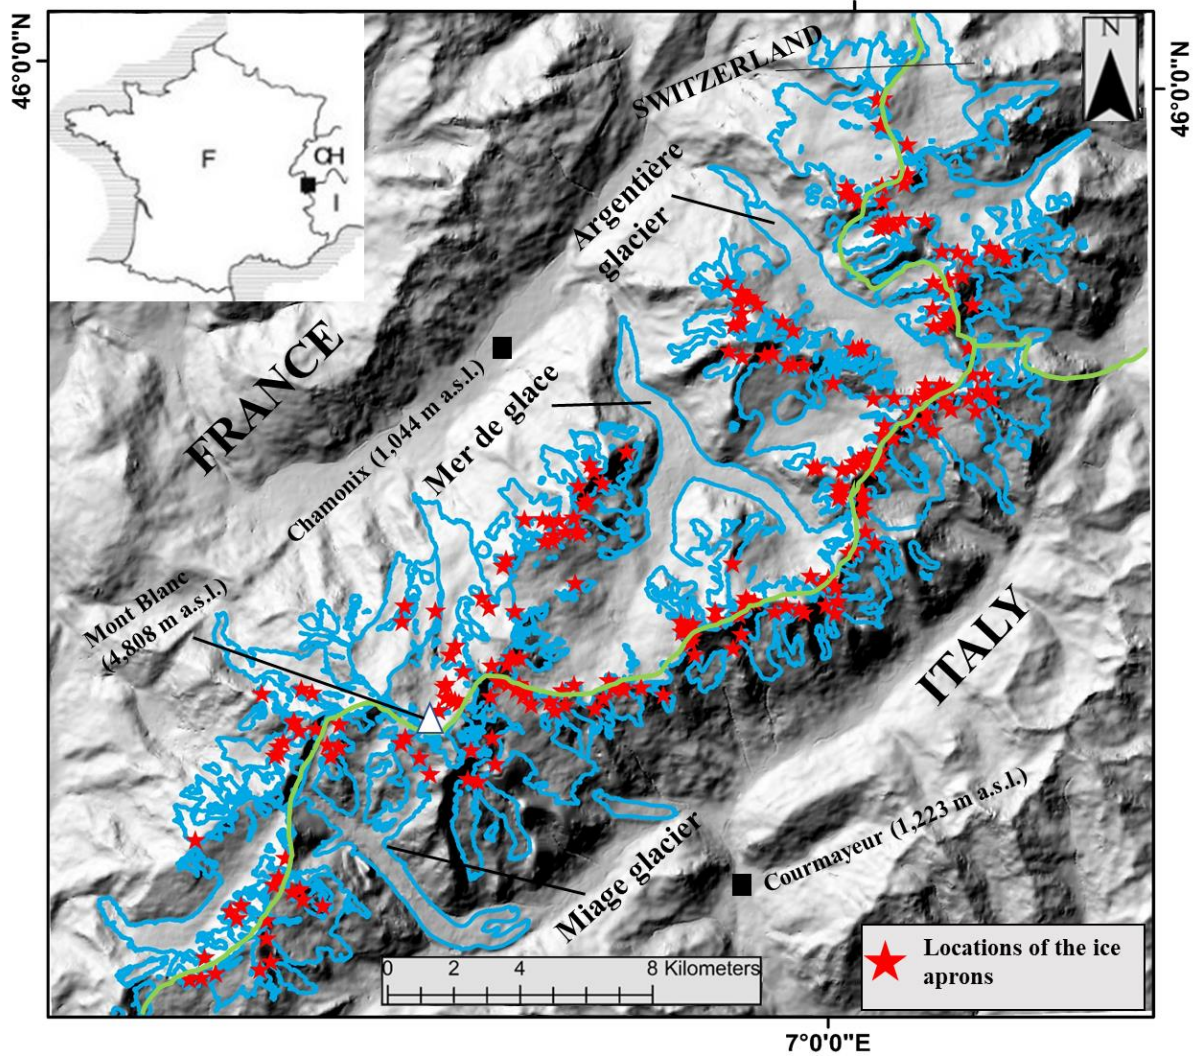 46°0'0"N
46°0'0"N
N
F
CH
I
SWITZERLAND
Argentière
glacier
FRANCE
Chamonix (1,044 m a.s.l.)
Mer de glace
Mont Blanc
(4,808 m a.s.l.)
ITALY
Miage glacier
Courmayeur (1,223 m a.s.l.)
Locations of the ice
aprons
0 2 4 8 Kilometers
7°0'0"E